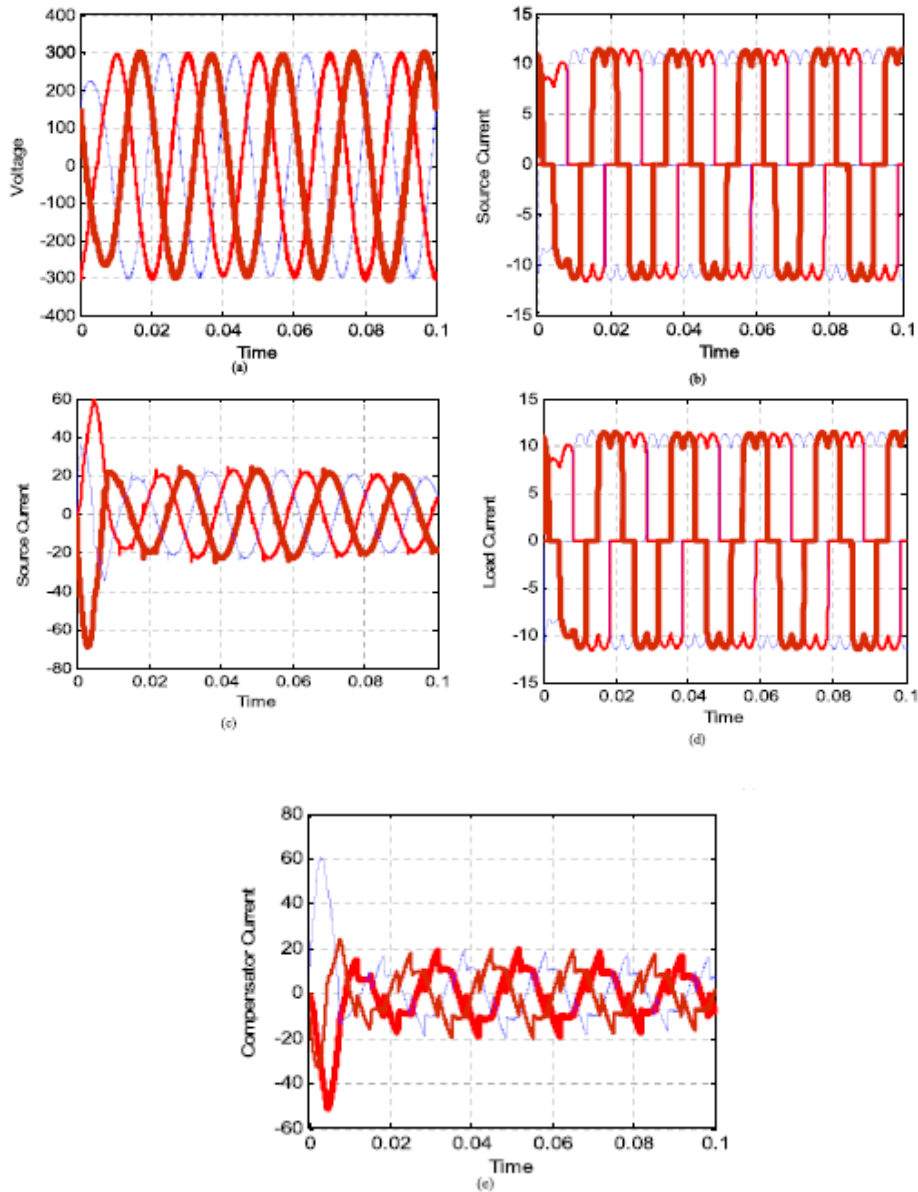 400
300
200
100
0
-100
-200
-300
-400
Voltage
0 0.02 0.04 0.06 0.08 0.1
Time
(a)
15
10
5
0
-5
-10
-15
Source Current
0 0.02 0.04 0.06 0.08 0.1
Time
(b)
60
40
20
0
-20
-40
-60
-80
Source Current
0 0.02 0.04 0.06 0.08 0.1
Time
(c)
15
10
5
0
-5
-10
-15
Load Current
0 0.02 0.04 0.06 0.08 0.1
Time
(d)
80
60
40
20
0
-20
-40
-60
Compensator Current
0 0.02 0.04 0.06 0.08 0.1
Time
(e)